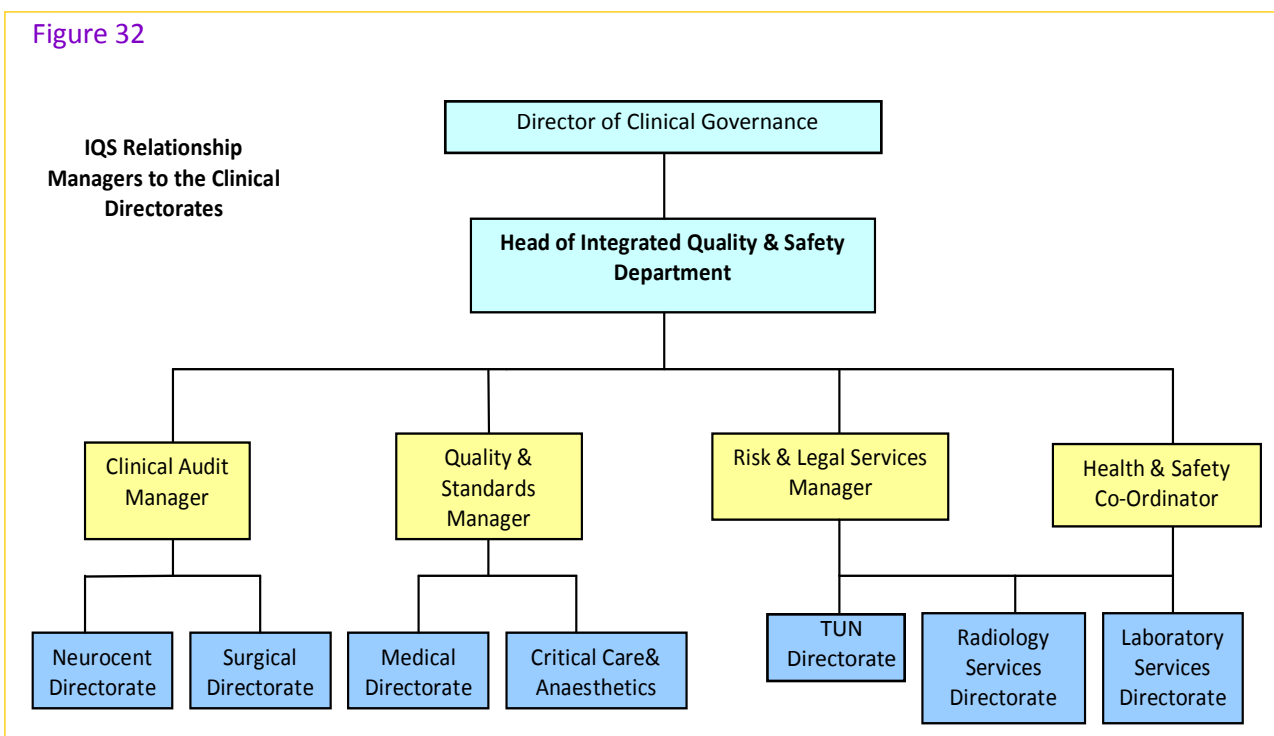 Figure 32
IQS Relationship
Managers to the Clinical
Directorates
Director of Clinical Governance
Head of Integrated Quality & Safety
Department
Clinical Audit
Manager
Quality &
Standards
Manager
Risk & Legal Services
Manager
Health & Safety
Co-Ordinator
Neurocent
Directorate
Surgical
Directorate
Medical
Directorate
Critical Care&
Anaesthetics
TUN
Directorate
Radiology
Services
Directorate
Laboratory
Services
Directorate